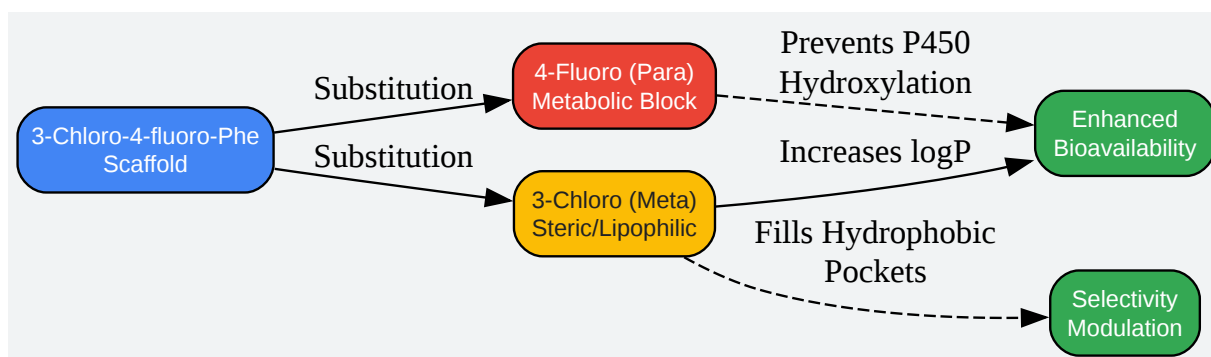 3-Chloro-4-fluoro-Phe
Scaffold
Substitution
Substitution
4-Fluoro (Para)
Metabolic Block
3-Chloro (Meta)
Steric/Lipophilic
Prevents P450
Hydroxylation
Increases logP
Fills Hydrophobic
Pockets
Enhanced
Bioavailability
Selectivity
Modulation